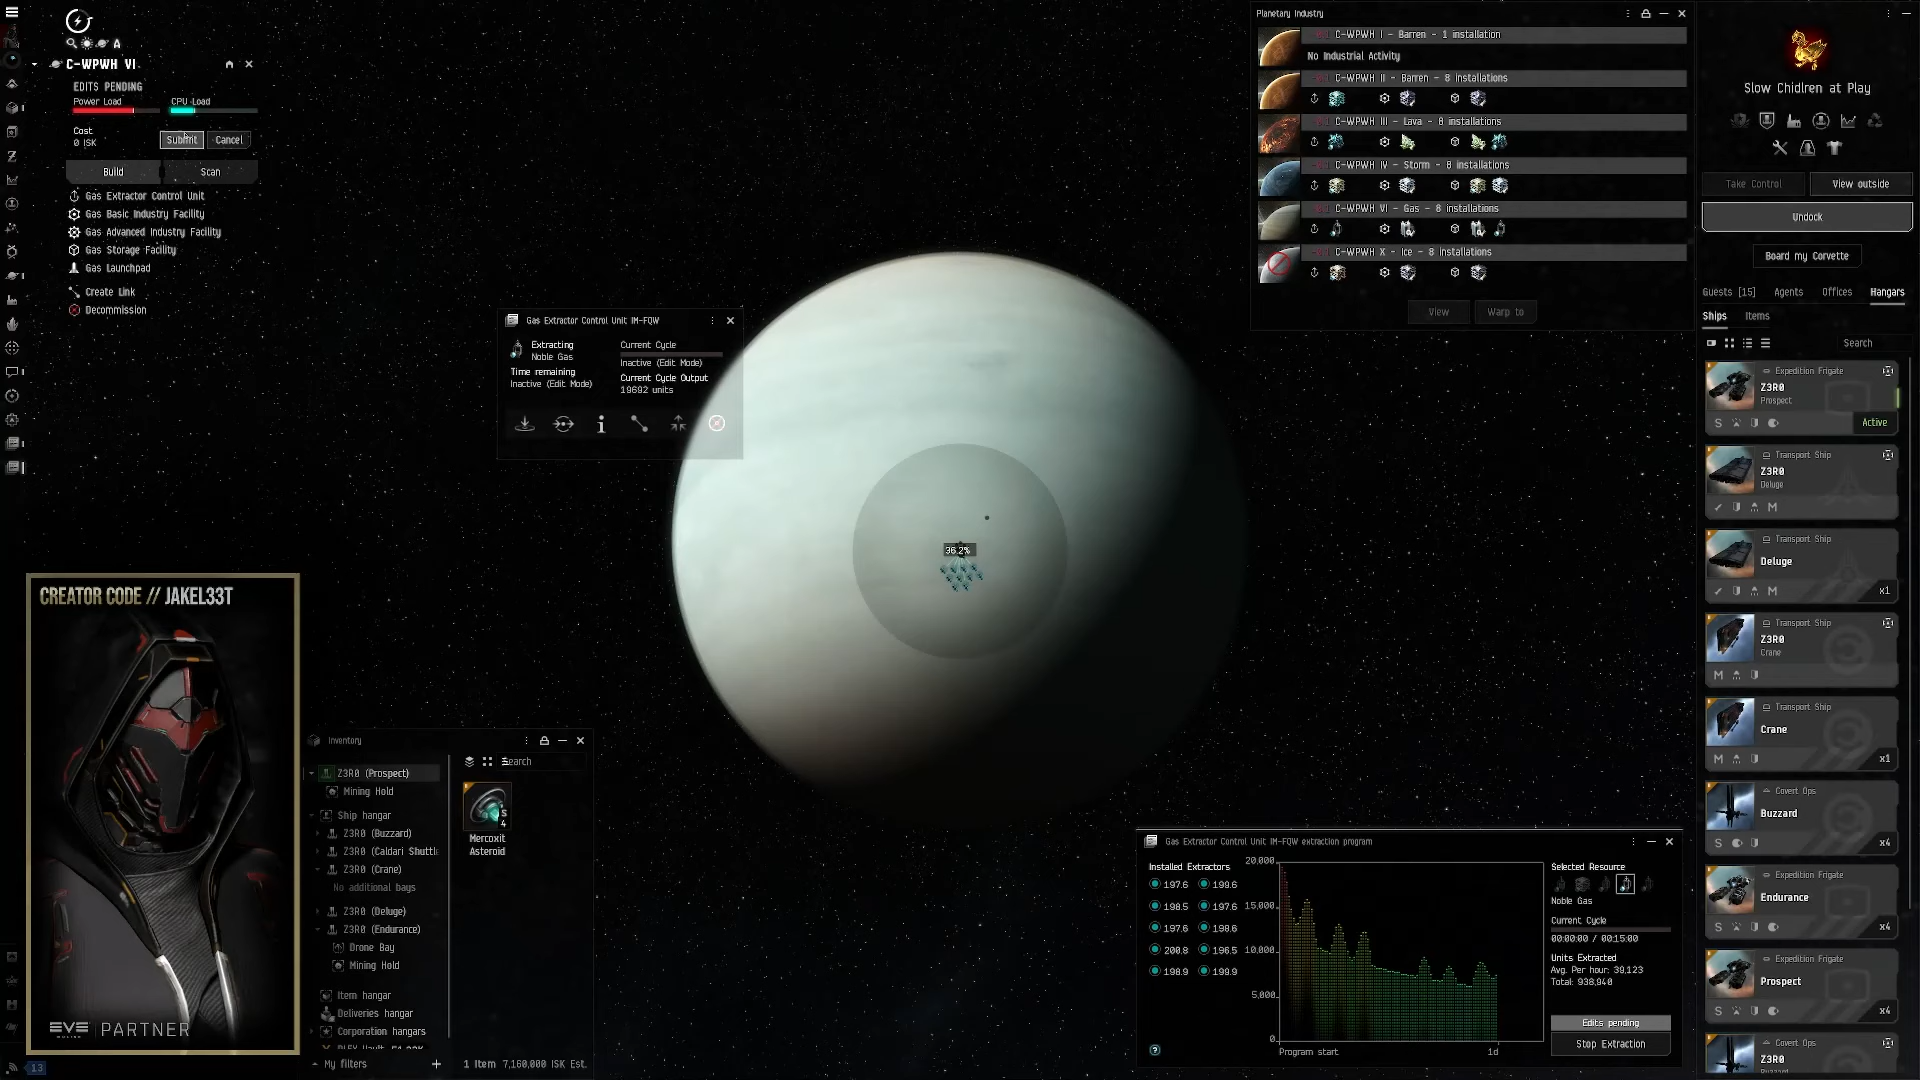 A
C-WPWH VI
EDITS PENDING
Power Load
CPU Load
Cost
0 ISK
Submit
Cancel
Build
Scan
Gas Extractor Control Unit
Gas Basic Industry Facility
Gas Advanced Industry Facility
Gas Storage Facility
Gas Launchpad
Create Link
Decommission
Gas Extractor Control Unit IM-FQW
Extracting
Noble Gas
Time remaining
Inactive (Edit Mode)
Current Cycle
Inactive (Edit Mode)
Current Cycle Output
19692 units
36.2%
Planetary Industry
C-WPWH I - Barren - 1 installation
No Industrial Activity
C-WPWH II - Barren - 8 installations
C-WPWH III - Lava - 8 installations
C-WPWH IV - Storm - 8 installations
C-WPWH VI - Gas - 8 installations
C-WPWH X - Ice - 8 installations
View
Warp to
Slow Chidlren at Play
Take Control
View outside
Undock
Board my Corvette
Guests [15]
Agents
Offices
Hangars
Ships
Items
Search
Expedition Frigate
Z3R0
Prospect
S
Active
Transport Ship
Z3R0
Deluge
M
Transport Ship
Deluge
M
x1
Transport Ship
Z3R0
Crane
M
Transport Ship
Crane
M
x1
Covert Ops
Buzzard
S
x4
Expedition Frigate
Endurance
S
x4
Expedition Frigate
Prospect
S
x4
Covert Ops
Z3R0
Buzzard
CREATOR CODE // JAKEL33T
EVE ONLINE | PARTNER
13
Inventory
Search
Z3R0 (Prospect)
Mining Hold
Ship hangar
Z3R0 (Buzzard)
Z3R0 (Caldari Shuttle
Z3R0 (Crane)
No additional bays
Z3R0 (Deluge)
Z3R0 (Endurance)
Drone Bay
Mining Hold
Item hangar
Deliveries hangar
Corporation hangars
My filters
+
S
4
Mercoxit
Asteroid
1 Item 7,160,000 ISK Est.
Gas Extractor Control Unit IM-FQW extraction program
Installed Extractors
197.6 199.6
198.5 197.6
197.6 198.6
200.8 196.5
198.9 199.9
20,000
15,000
10,000
5,000
0
Program start
1d
Selected Resource
Noble Gas
Current Cycle
00:00:00 / 00:15:00
Units Extracted
Avg. Per hour: 39,123
Total: 938,940
Edits pending
Stop Extraction